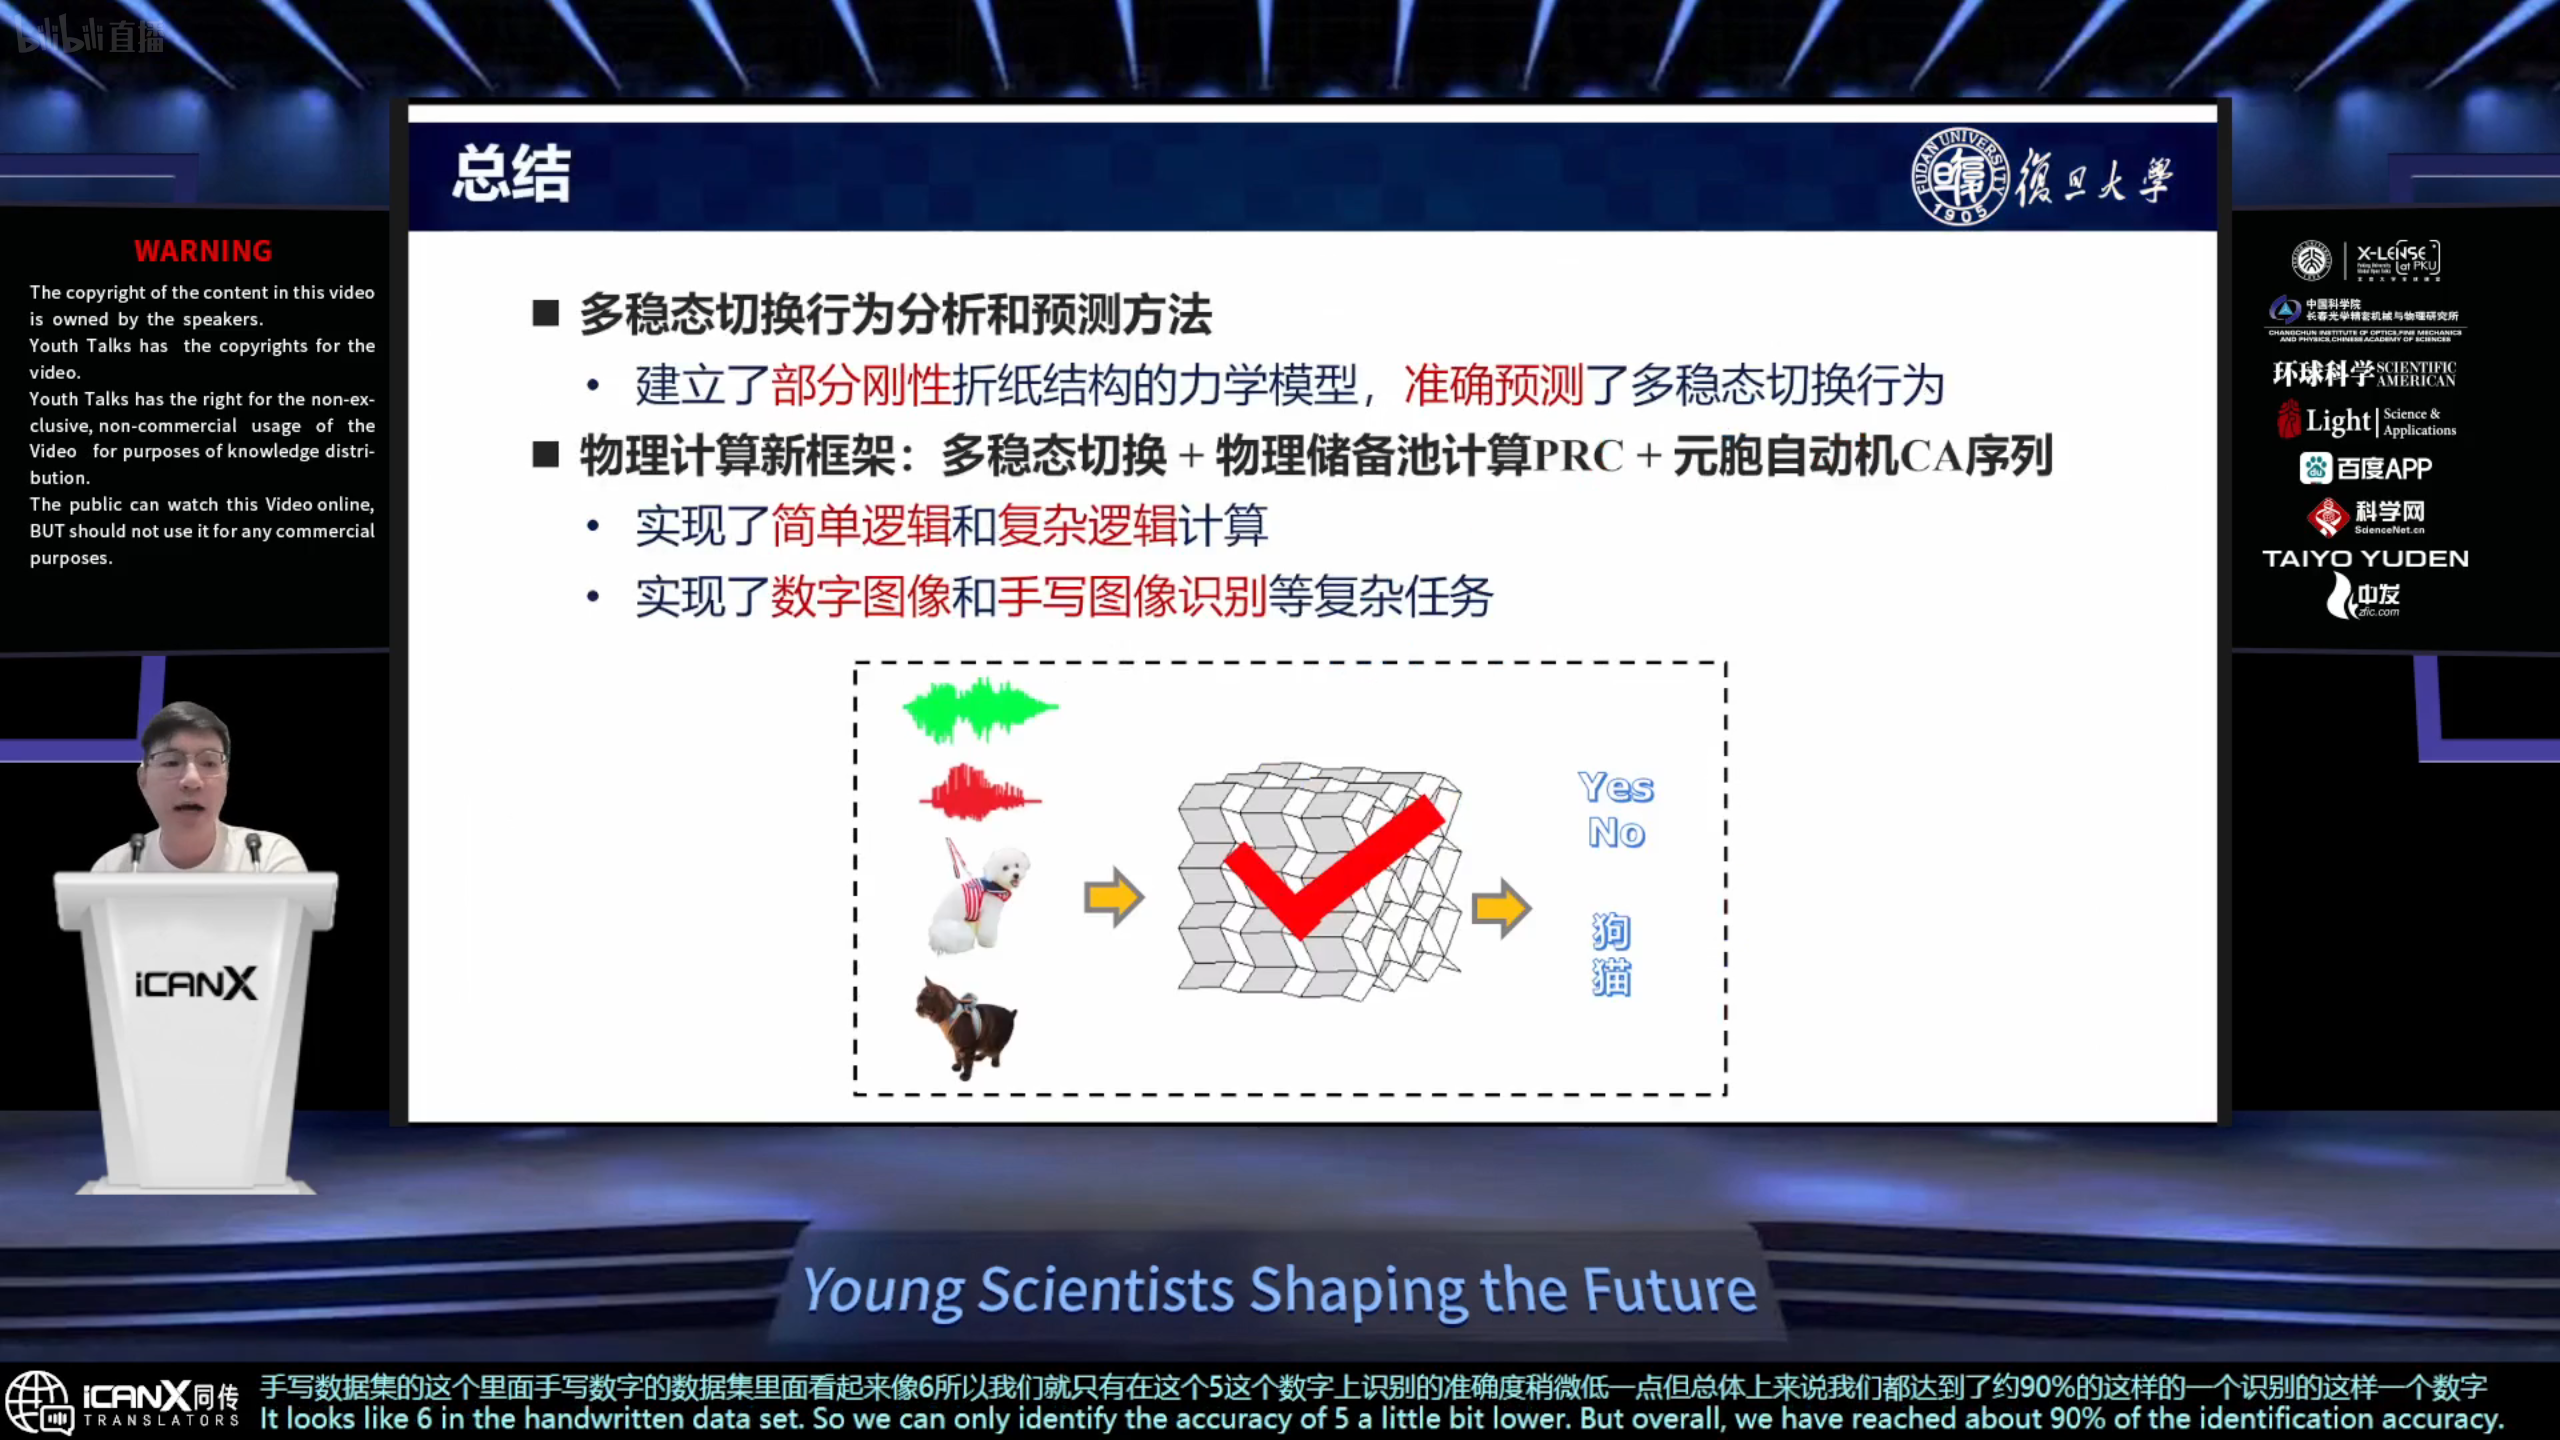 bilibili 直播
总结
FUDAN UNIVERSITY
1905
復旦大學
WARNING
The copyright of the content in this video
is owned by the speakers.
Youth Talks has the copyrights for the
video.
Youth Talks has the right for the non-ex-
clusive, non-commercial usage of the
Video for purposes of knowledge distri-
bution.
The public can watch this Video online,
BUT should not use it for any commercial
purposes.
■ 多稳态切换行为分析和预测方法
• 建立了部分刚性折纸结构的力学模型，准确预测了多稳态切换行为
■ 物理计算新框架：多稳态切换 + 物理储备池计算PRC + 元胞自动机CA序列
• 实现了简单逻辑和复杂逻辑计算
• 实现了数字图像和手写图像识别等复杂任务
Yes
No
狗
猫
X-LENSE
at PKU
中国科学院
长春光学精密机械与物理研究所
CHANGCHUN INSTITUTE OF OPTICS,FINE MECHANICS
AND PHYSICS,CHINESE ACADEMY OF SCIENCES
环球科学 SCIENTIFIC
AMERICAN
Light | Science &
Applications
百度APP
科学网
ScienceNet.cn
TAIYO YUDEN
中发
zfic.com
iCANX
Young Scientists Shaping the Future
iCANX同传
TRANSLATORS
手写数据集的这个里面手写数字的数据集里面看起来像6所以我们就只有在这个5这个数字上识别的准确度稍微低一点但总体上来说我们都达到了约90%的这样的一个识别的这样一个数字
It looks like 6 in the handwritten data set. So we can only identify the accuracy of 5 a little bit lower. But overall, we have reached about 90% of the identification accuracy.